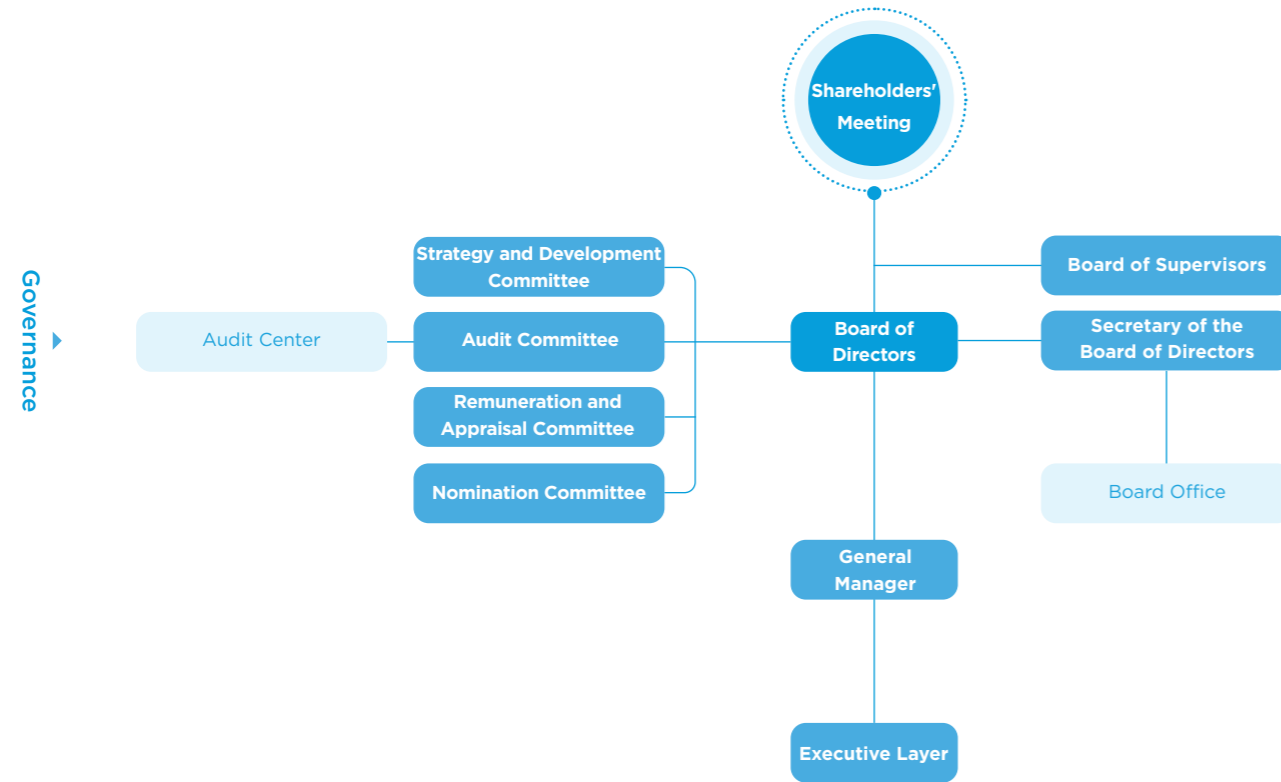 Shareholders'
Meeting
Governance
Strategy and Development
Committee
Board of Supervisors
Audit Center
Audit Committee
Board of
Directors
Secretary of the
Board of Directors
Remuneration and
Appraisal Committee
Nomination Committee
Board Office
General
Manager
Executive Layer